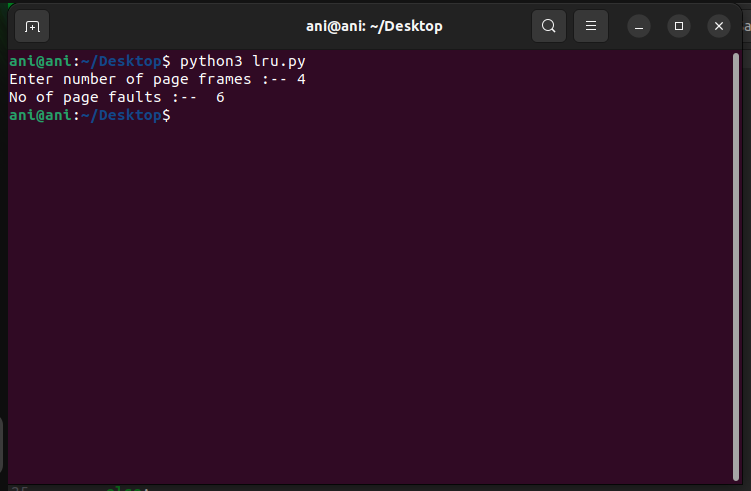 ani@ani: ~/Desktop
ani@ani:~/Desktop$ python3 lru.py
Enter number of page frames :-- 4
No of page faults :--  6
ani@ani:~/Desktop$